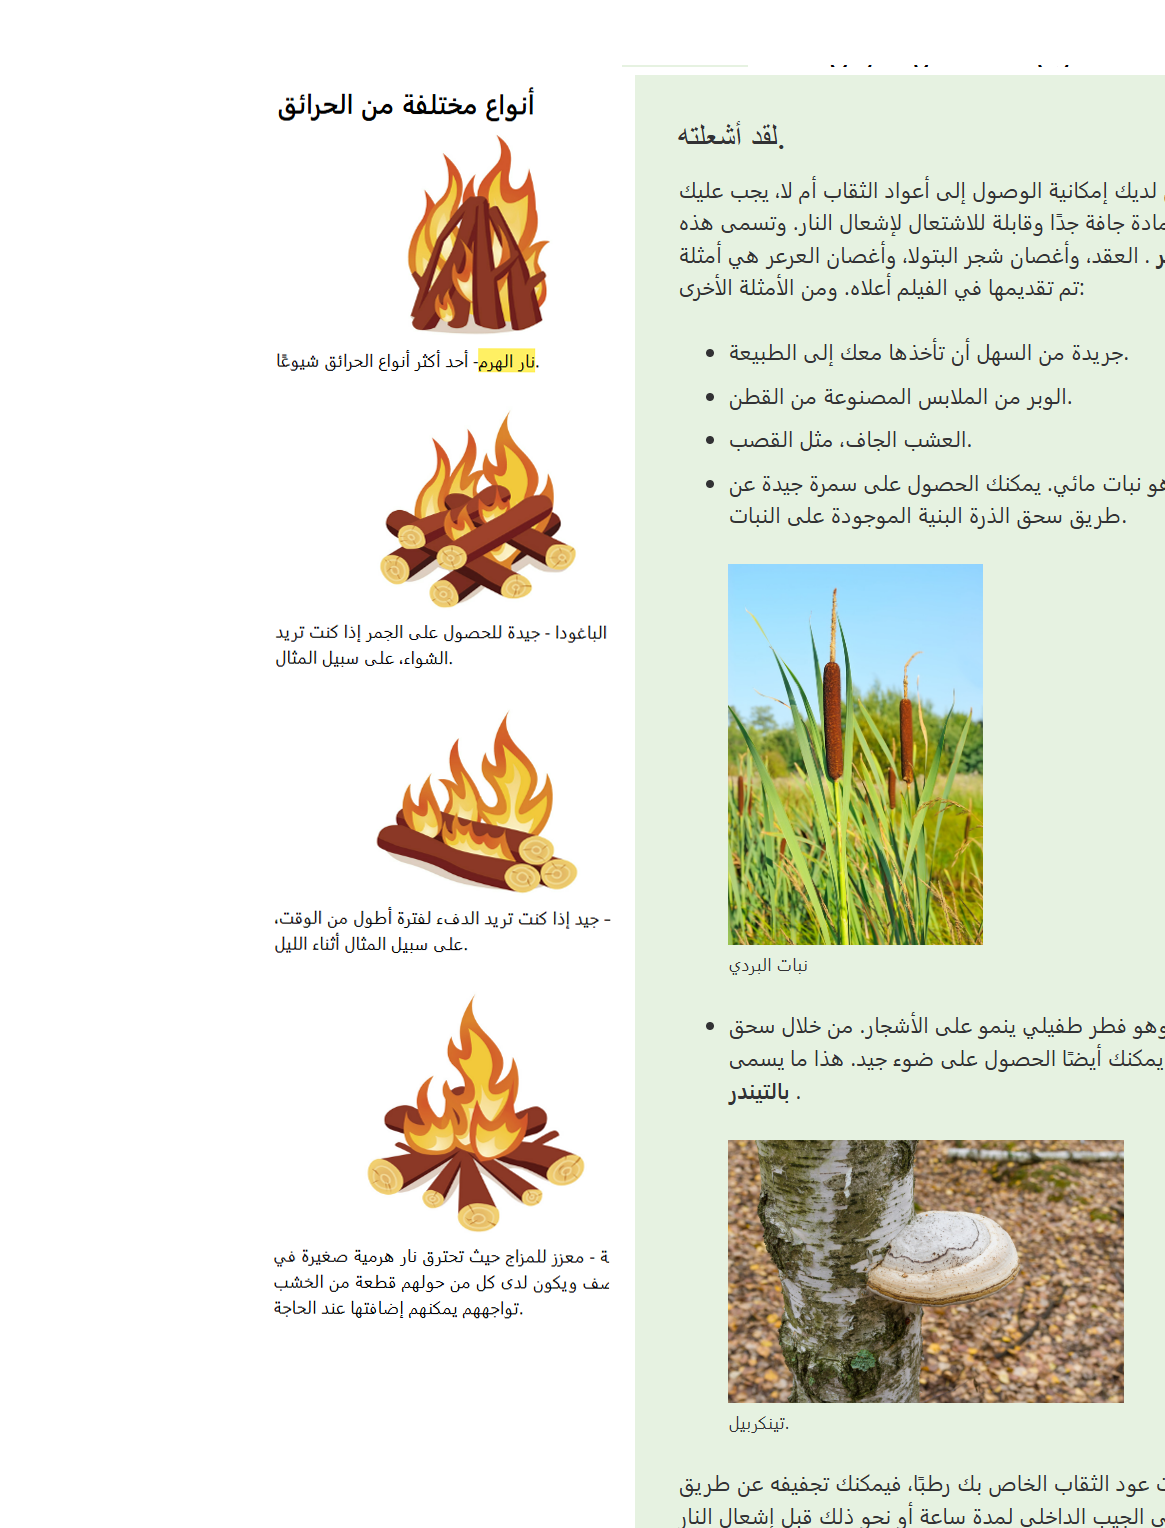 أنواع مختلفة من الحرائق
نار الهرم- أحد أكثر أنواع الحرائق شيوعًا.
الباغودا - جيدة للحصول على الجمر إذا كنت تريد
الشواء، على سبيل المثال.
- جيد إذا كنت تريد الدفء لفترة أطول من الوقت،
على سبيل المثال أثناء الليل.
ة - معزز للمزاج حيث تحترق نار هرمية صغيرة في
ويكون لدى كل من حولهم قطعة من الخشب
تواجههم يمكنهم إضافتها عند الحاجة.
لقد أشعلته.
لديك إمكانية الوصول إلى أعواد الثقاب أم لا، يجب عليك
مادة جافة جدًا وقابلة للاشتعال لإشعال النار. وتسمى هذه
ر . العقد، وأغصان شجر البتولا، وأغصان العرعر هي أمثلة
تم تقديمها في الفيلم أعلاه. ومن الأمثلة الأخرى:
• جريدة من السهل أن تأخذها معك إلى الطبيعة.
• الوبر من الملابس المصنوعة من القطن.
• العشب الجاف، مثل القصب.
• هو نبات مائي. يمكنك الحصول على سمرة جيدة عن
طريق سحق الذرة البنية الموجودة على النبات.
نبات البردي
• وهو فطر طفيلي ينمو على الأشجار. من خلال سحق
يمكنك أيضًا الحصول على ضوء جيد. هذا ما يسمى
بالتيندر .
تينكربيل.
عود الثقاب الخاص بك رطبًا، فيمكنك تجفيفه عن طريق
الجيب الداخلي لمدة ساعة أو نحو ذلك قبل إشعال النار